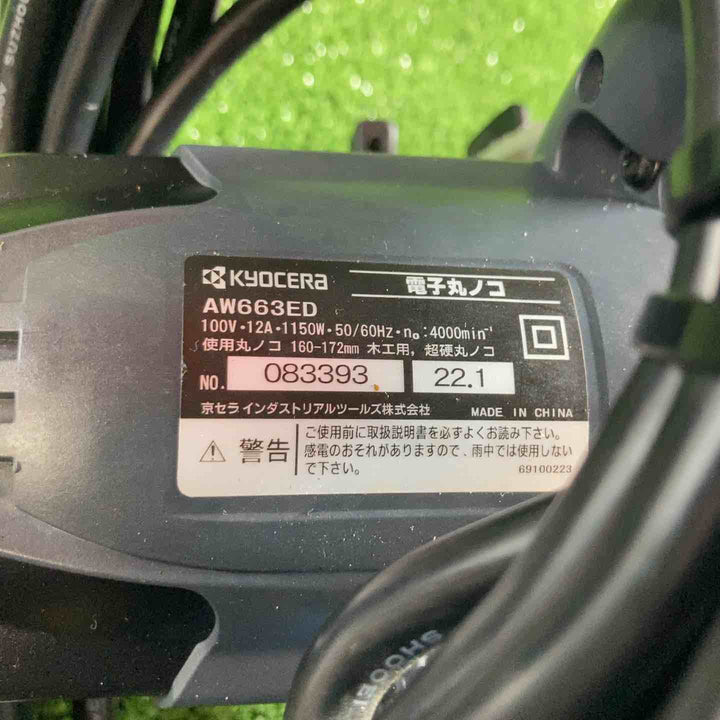 KYOCERA 電子丸ノコ
AW663ED
100V・12A・1150W・50/60Hz・n₀:4000min⁻¹
使用丸ノコ 160-172mm 木工用，超硬丸ノコ
NO. 083393 22.1
京セラインダストリアルツールズ株式会社 MADE IN CHINA
警告
ご使用前に取扱説明書を必ずよくお読み下さい。
感電のおそれがありますので、雨中では使用しない
で下さい。
69100223